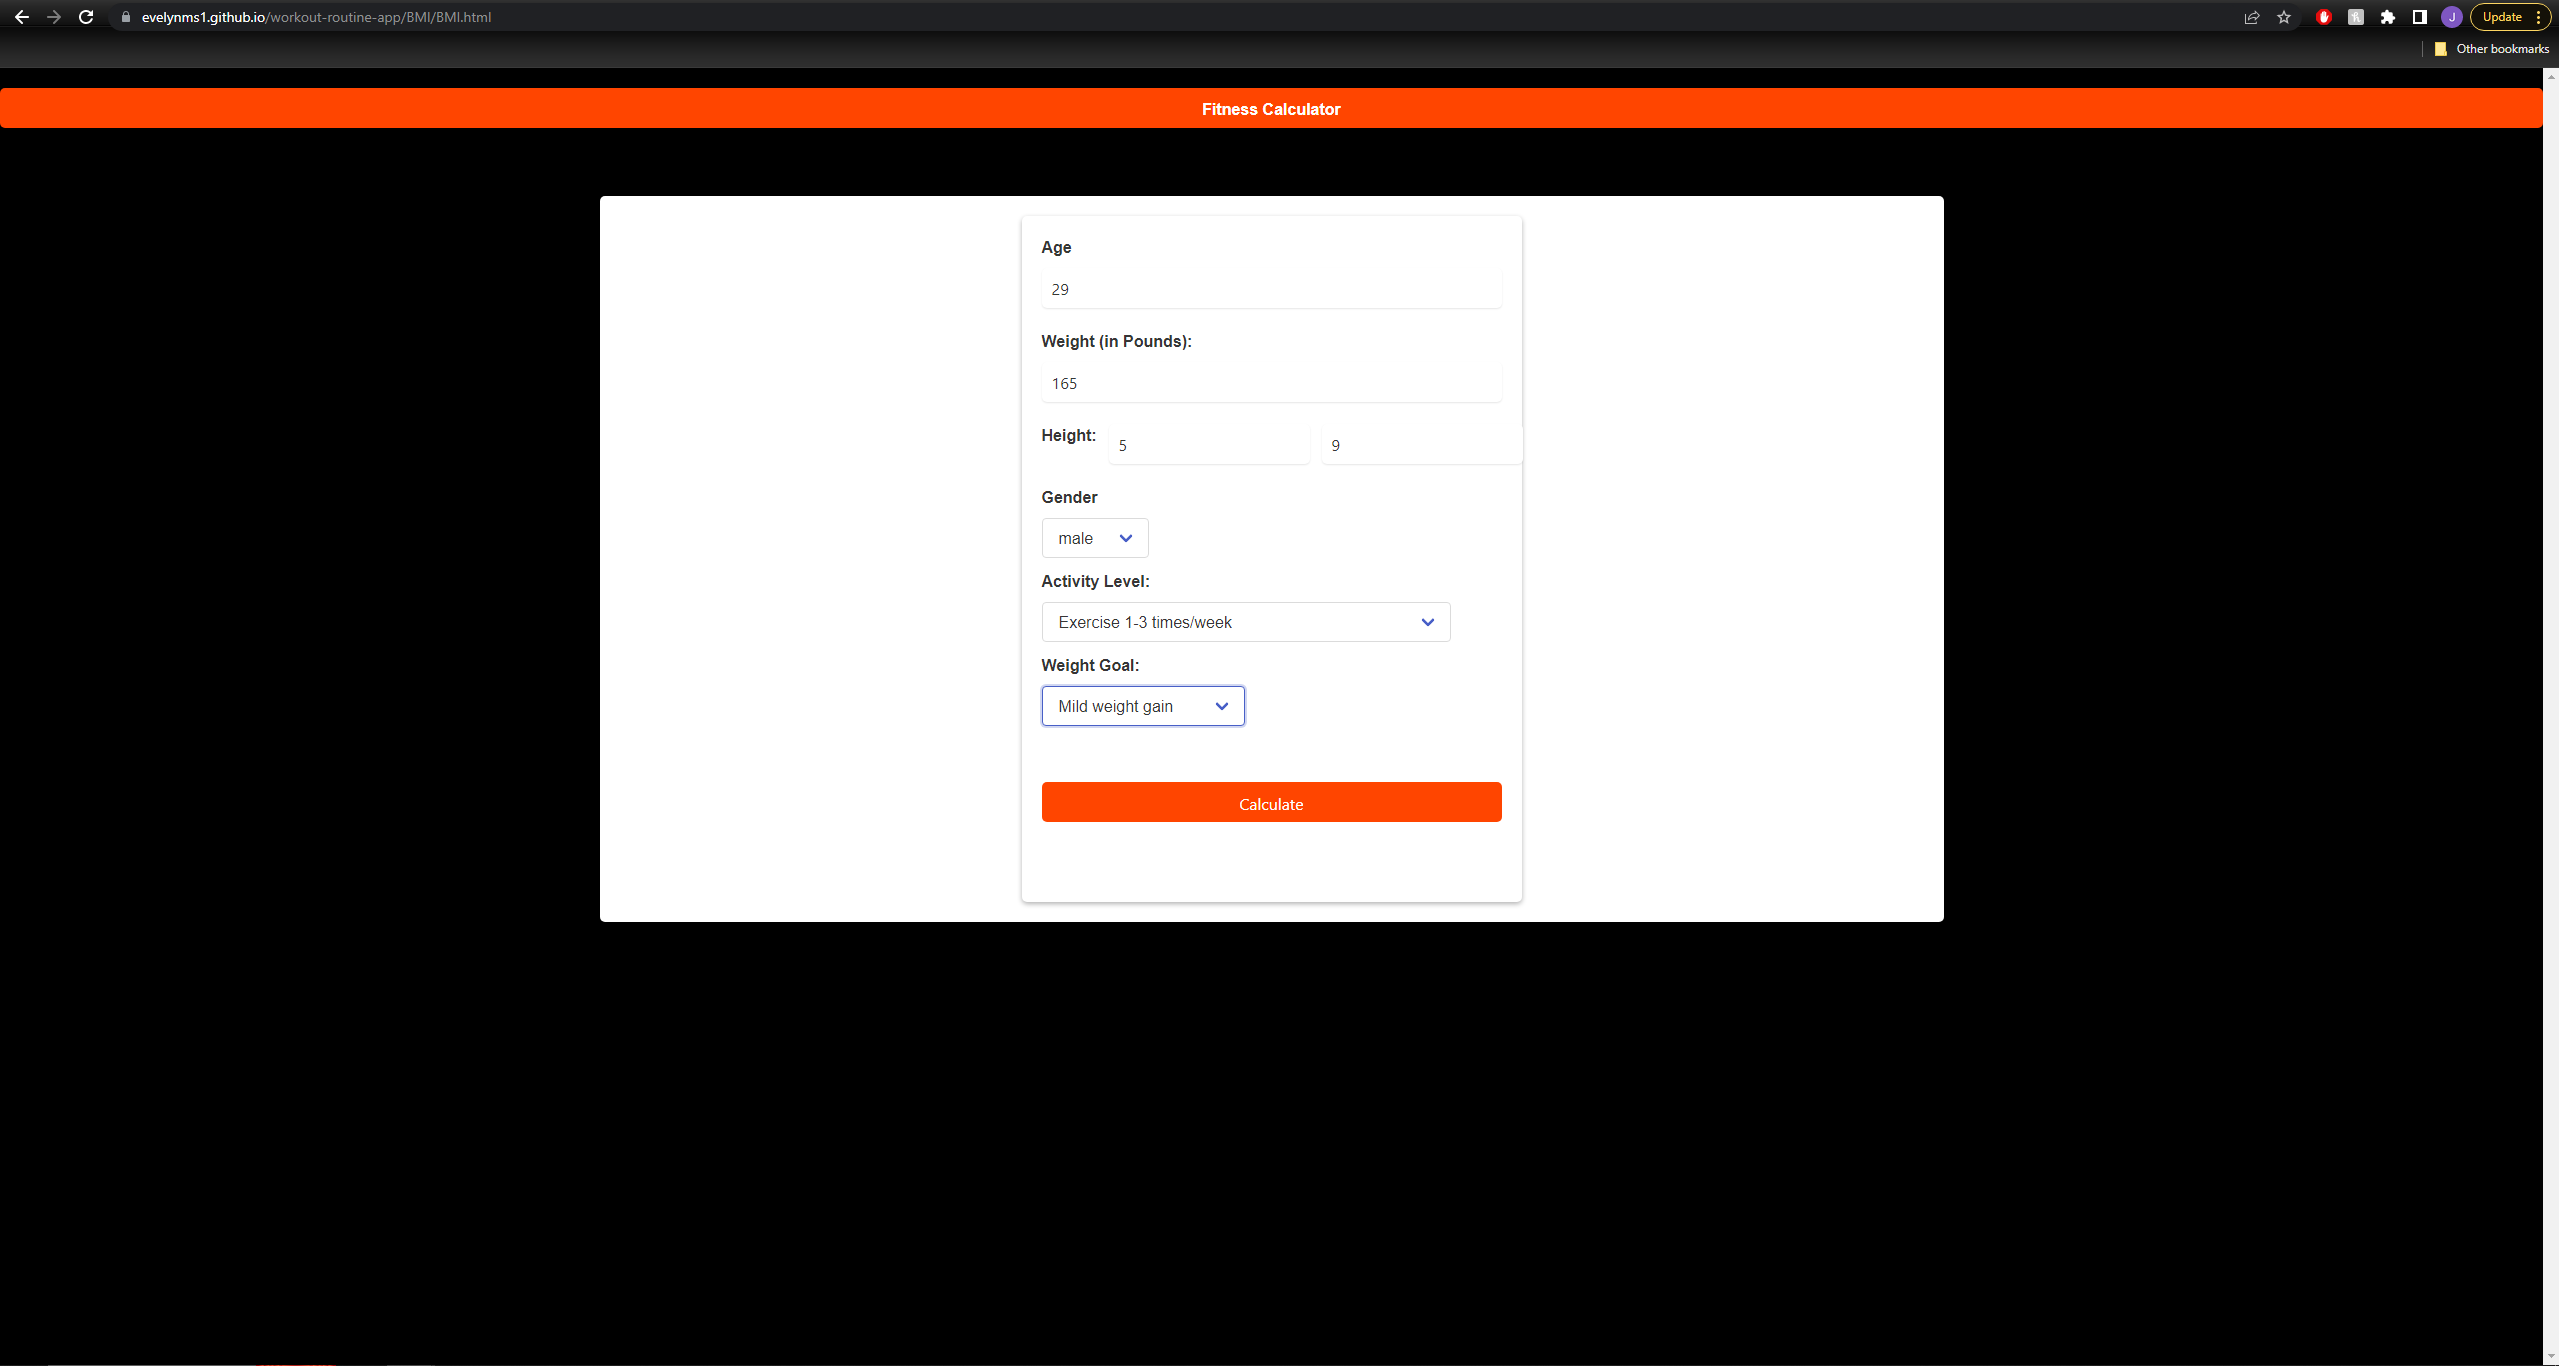 evelynms1.github.io/workout-routine-app/BMI/BMI.html
J
Update
Other bookmarks
Fitness Calculator
Age
29
Weight (in Pounds):
165
Height: 5 9
Gender
male
Activity Level:
Exercise 1-3 times/week
Weight Goal:
Mild weight gain
Calculate